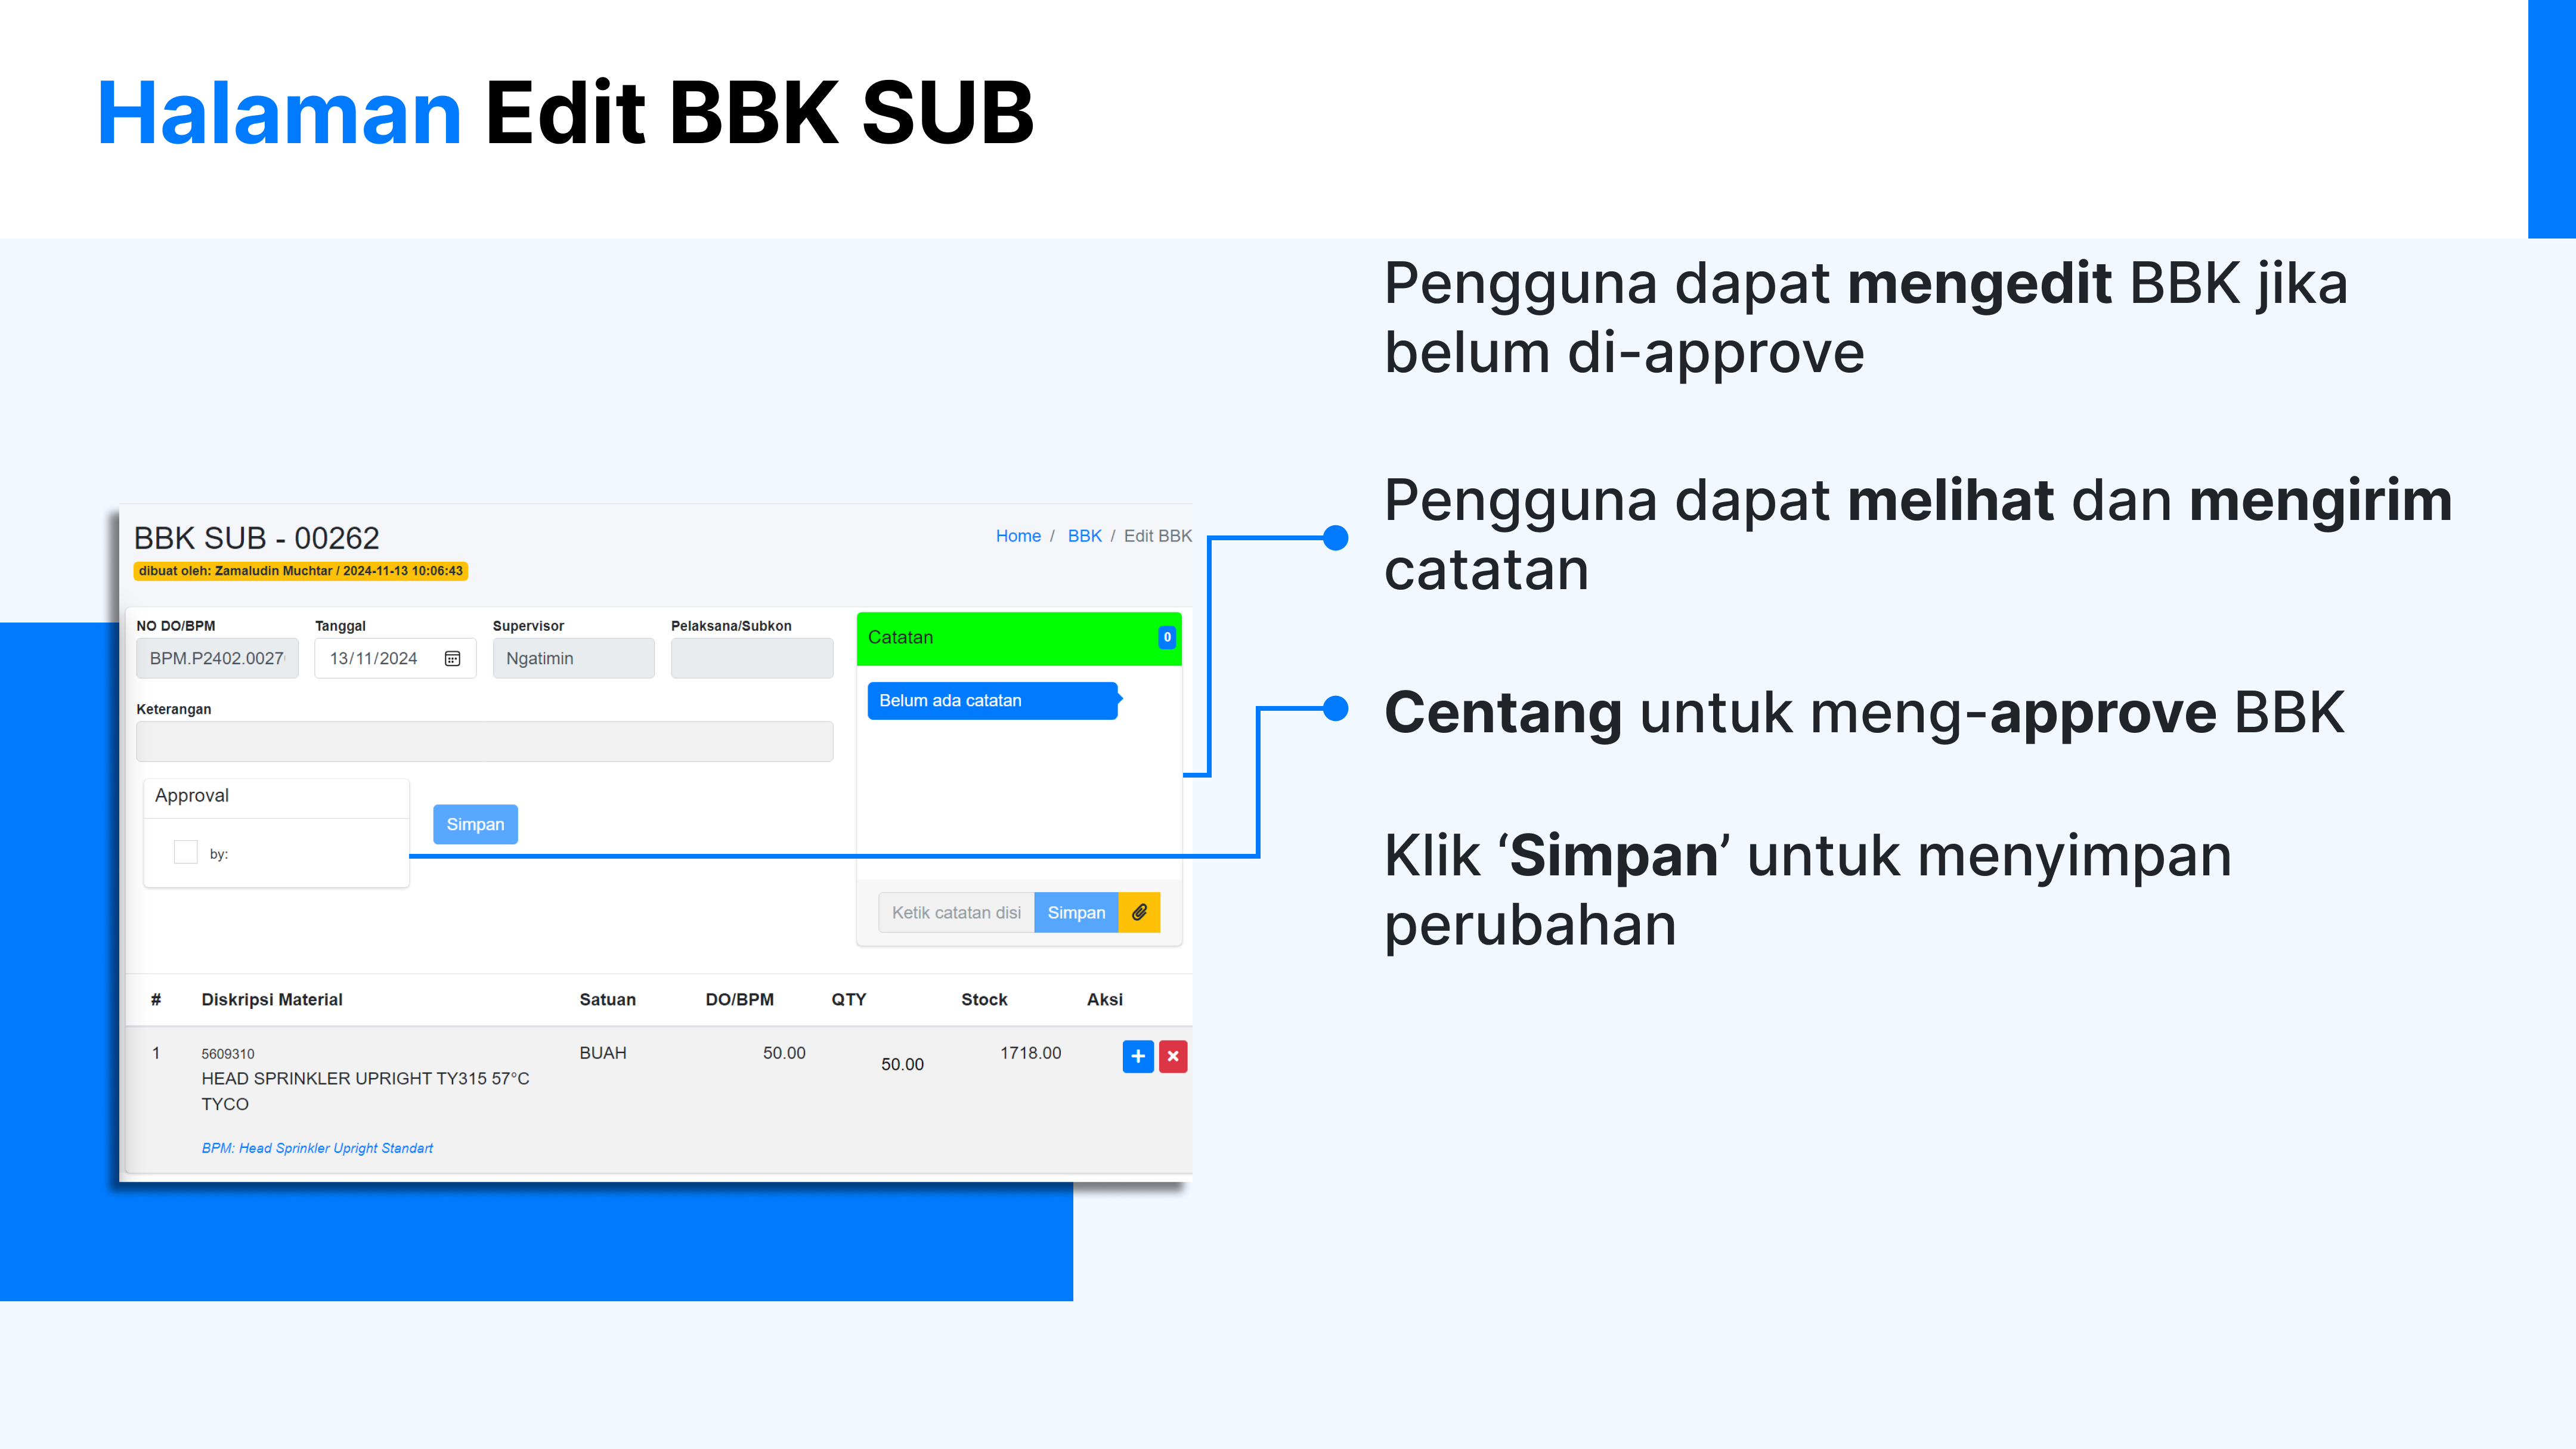 Halaman Edit BBK SUB
Pengguna dapat mengedit BBK jika
belum di-approve
Pengguna dapat melihat dan mengirim
catatan
Centang untuk meng-approve BBK
Klik ‘Simpan’ untuk menyimpan
perubahan
BBK SUB - 00262
Home / BBK / Edit BBK
dibuat oleh: Zamaludin Muchtar / 2024-11-13 10:06:43
NO DO/BPM Tanggal Supervisor Pelaksana/Subkon
BPM.P2402.0027 13/11/2024 Ngatimin
Keterangan
Approval
by:
Simpan
Catatan 0
Belum ada catatan
Ketik catatan disi Simpan
# Diskripsi Material Satuan DO/BPM QTY Stock Aksi
1 5609310 BUAH 50.00 50.00 1718.00
HEAD SPRINKLER UPRIGHT TY315 57°C
TYCO
BPM: Head Sprinkler Upright Standart